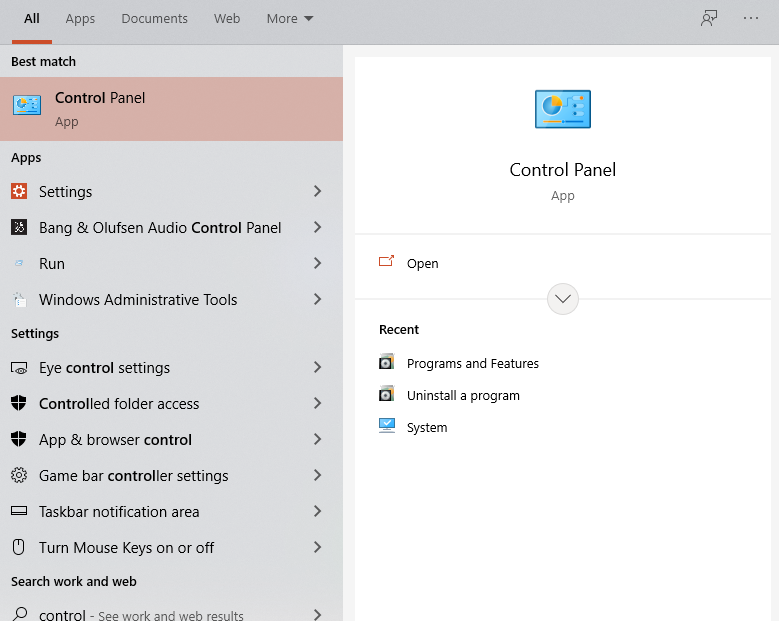 All Apps Documents Web More
Best match
Control Panel
App
Apps
Settings
Bang & Olufsen Audio Control Panel
Run
Windows Administrative Tools
Settings
Eye control settings
Controlled folder access
App & browser control
Game bar controller settings
Taskbar notification area
Turn Mouse Keys on or off
Search work and web
control - See work and web results
Control Panel
App
Open
Recent
Programs and Features
Uninstall a program
System